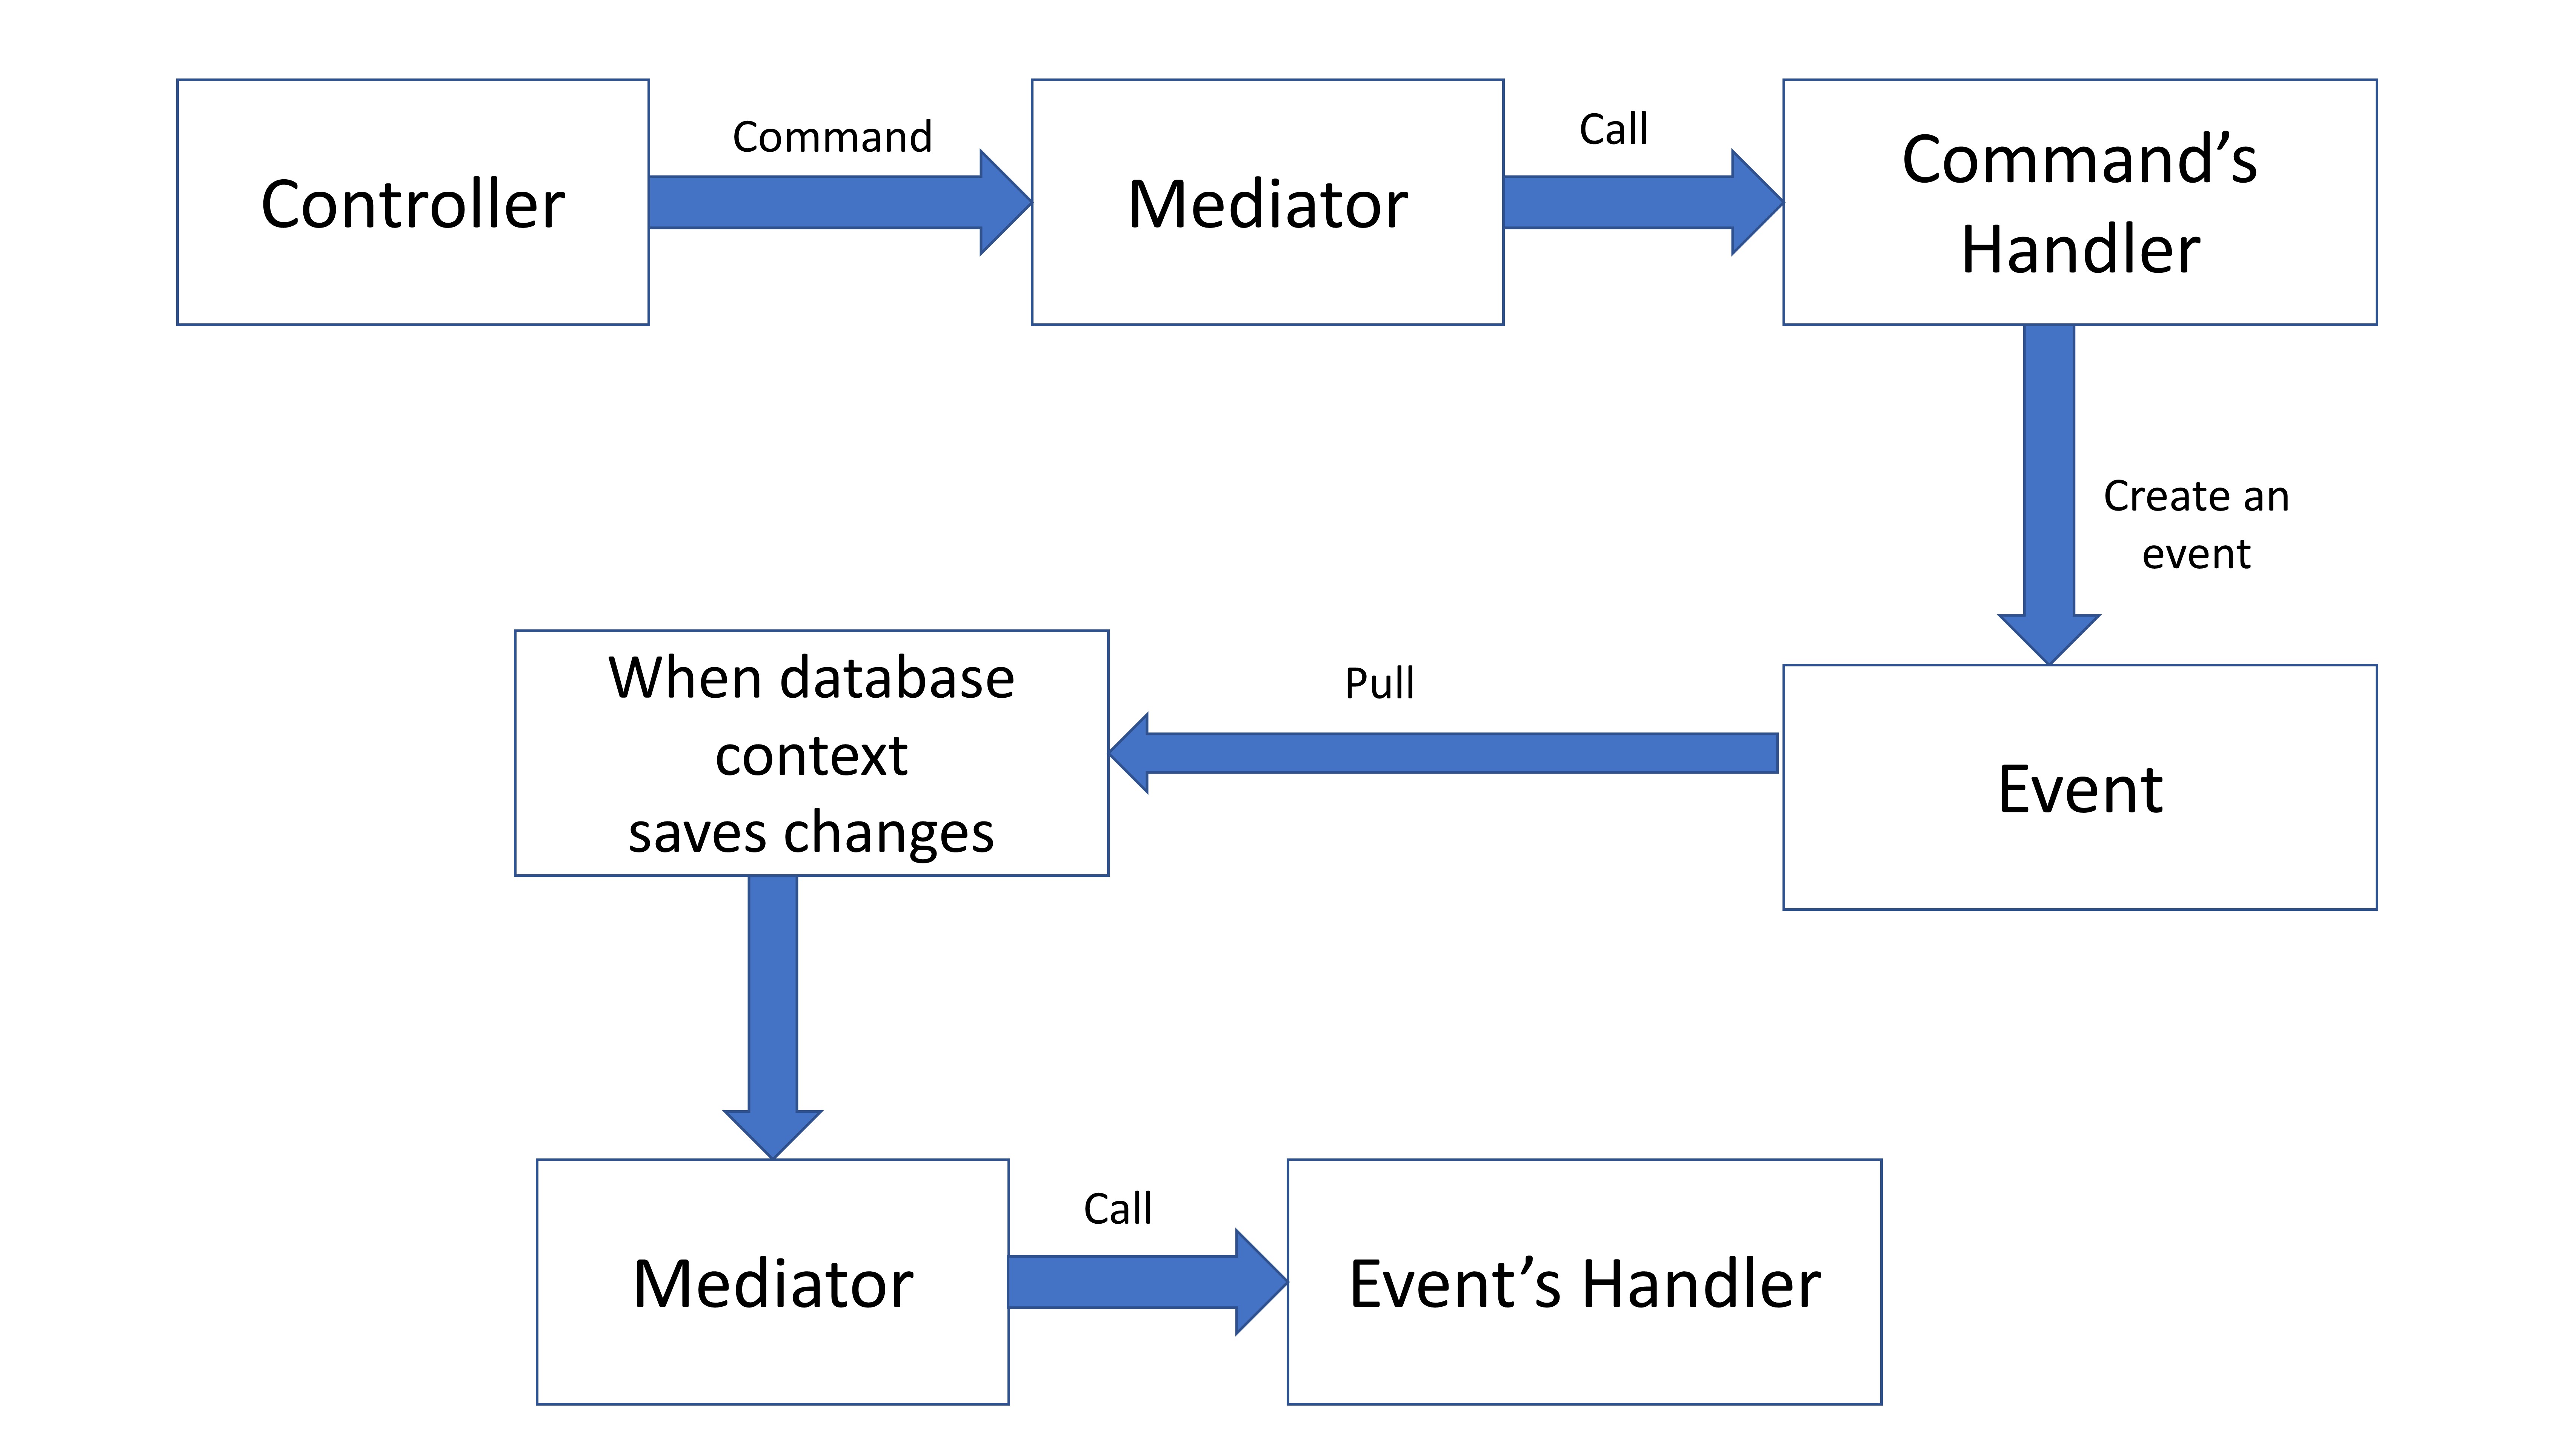 Controller
Command
Mediator
Call
Command’s
Handler
Create an
event
Event
Pull
When database
context
saves changes
Mediator
Call
Event’s Handler